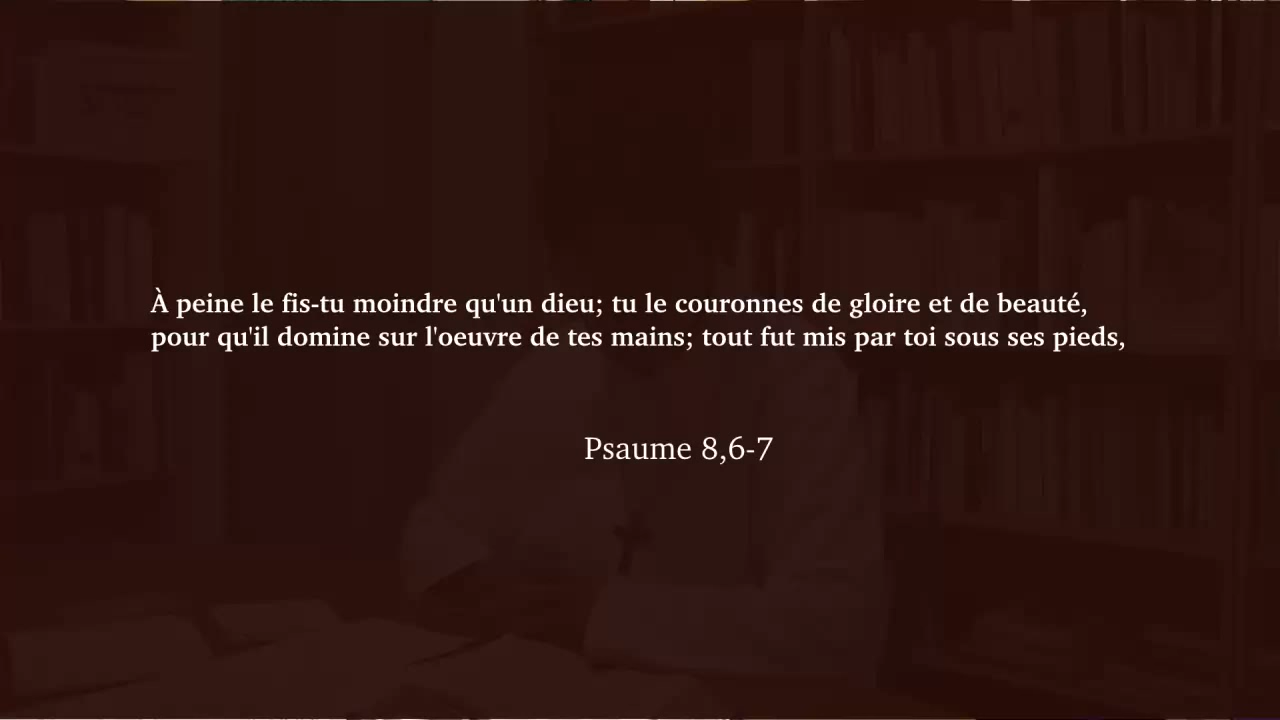 À peine le fis-tu moindre qu'un dieu; tu le couronnes de gloire et de beauté,
pour qu'il domine sur l'oeuvre de tes mains; tout fut mis par toi sous ses pieds,
Psaume 8,6-7